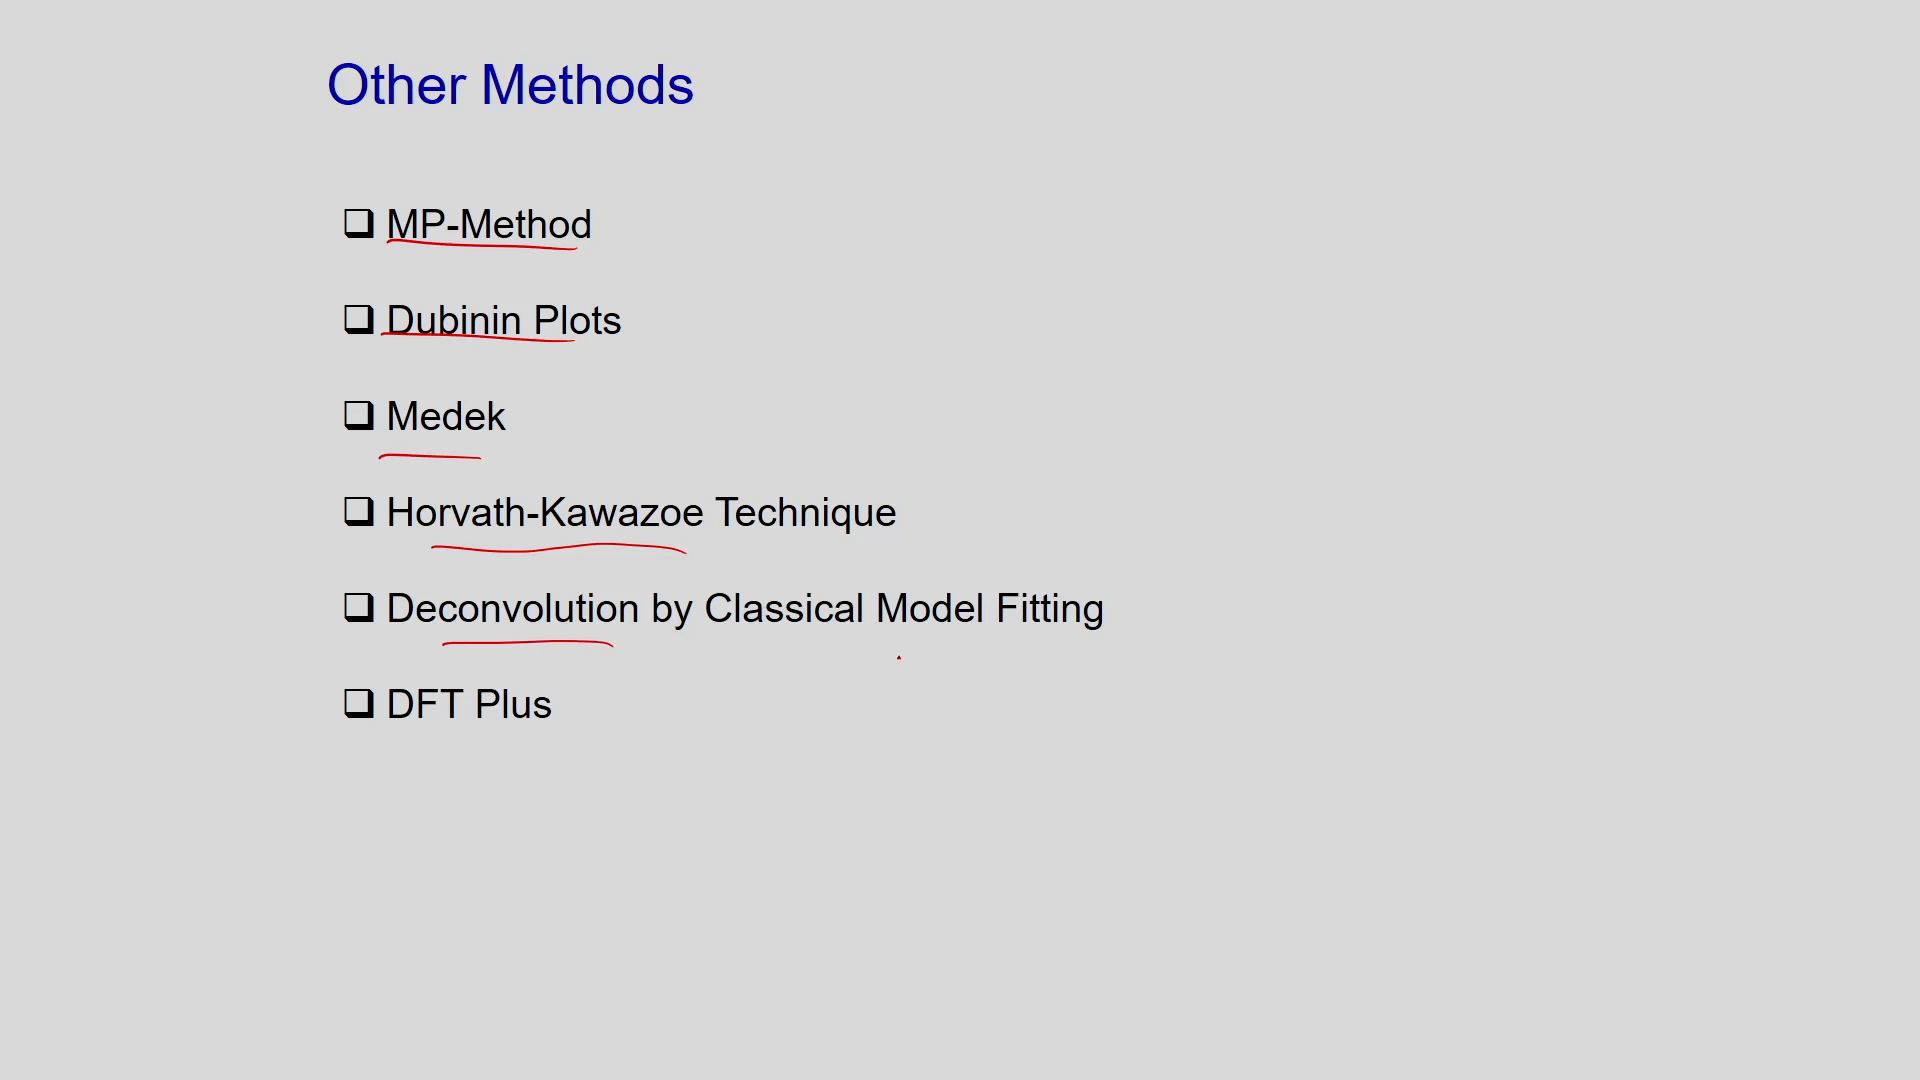 Other Methods
❑ MP-Method
❑ Dubinin Plots
❑ Medek
❑ Horvath-Kawazoe Technique
❑ Deconvolution by Classical Model Fitting
❑ DFT Plus